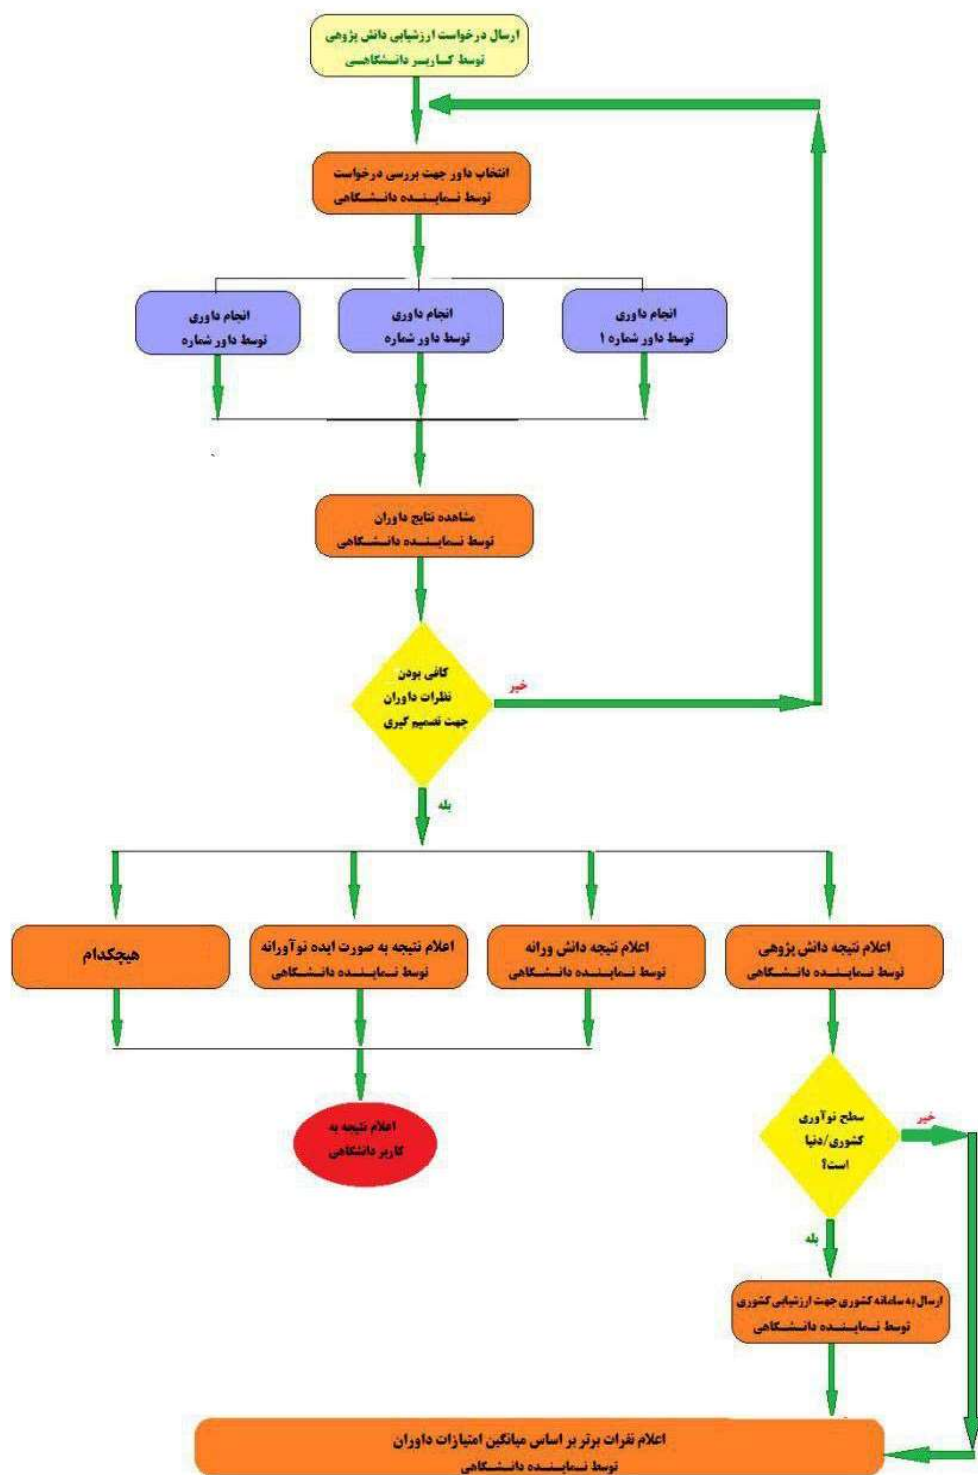 ارسال درخواست ارزشیابی دانش پژوهی
توسط کاربر دانشگاهی
انتخاب داور جهت بررسی درخواست
توسط نماینده دانشگاهی
انجام داوری
توسط داور شماره ۱
انجام داوری
توسط داور شماره
انجام داوری
توسط داور شماره
مشاهده نتایج داوران
توسط نماینده دانشگاهی
کافی بودن
نظرات داوران
جهت تصمیم گیری
خیر
بله
اعلام نتیجه دانش پژوهی
توسط نماینده دانشگاهی
اعلام نتیجه دانش ورانه
توسط نماینده دانشگاهی
اعلام نتیجه به صورت ایده نوآورانه
توسط نماینده دانشگاهی
هیچکدام
سطح نوآوری
کشوری/دنیا
است؟
خیر
بله
اعلام نتیجه به
کاربر دانشگاهی
ارسال به سامانه کشوری جهت ارزشیابی کشوری
توسط نماینده دانشگاهی
اعلام نفرات برتر بر اساس میانگین امتیازات داوران
توسط نماینده دانشگاهی